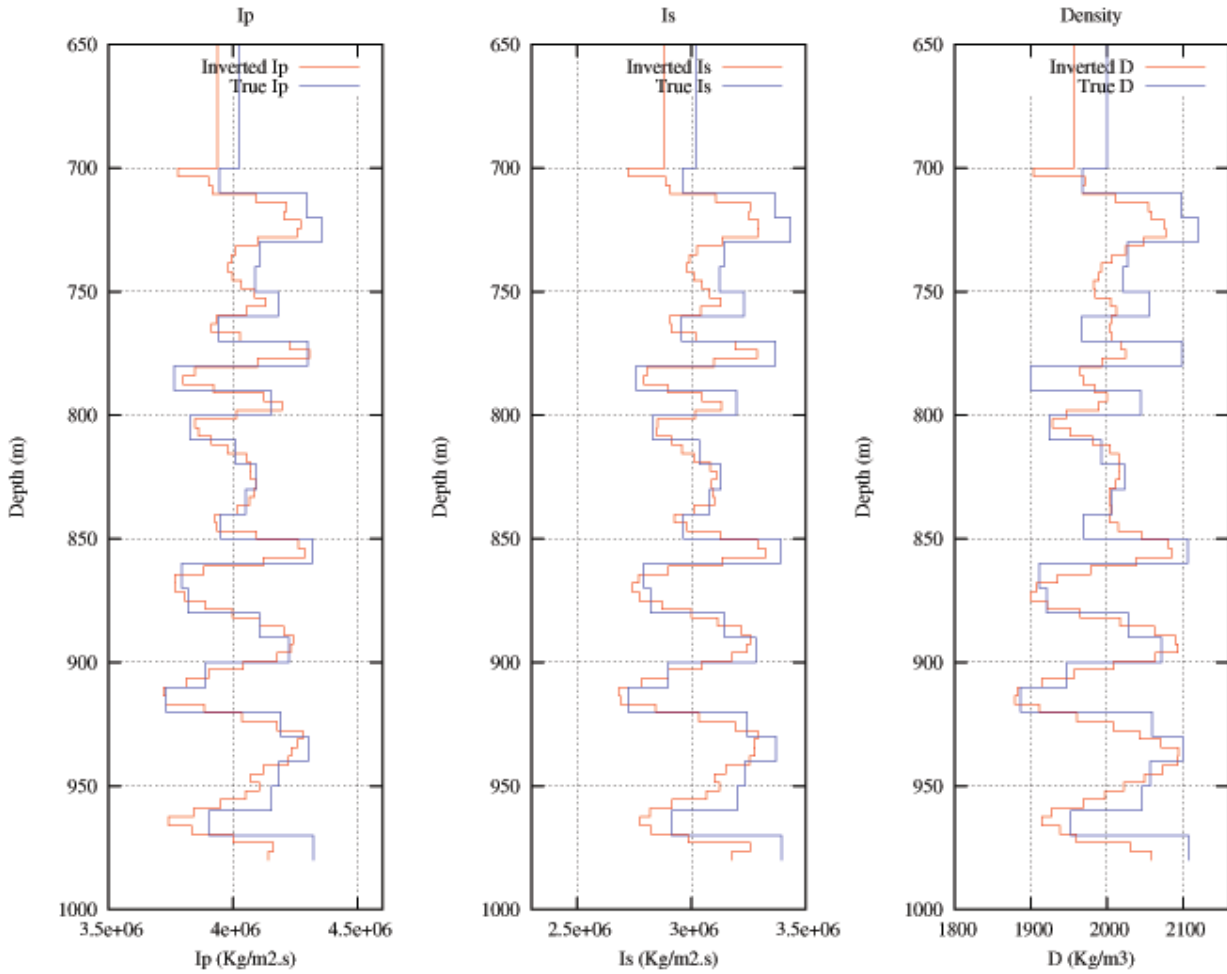 Ip
650
Inverted Ip
True Ip
700
750
800
850
900
950
1000
Depth (m)
3.5e+06
4e+06
4.5e+06
Ip (Kg/m2.s)
Is
650
Inverted Is
True Is
700
750
800
850
900
950
1000
Depth (m)
2.5e+06
3e+06
3.5e+06
Is (Kg/m2.s)
Density
650
Inverted D
True D
700
750
800
850
900
950
1000
Depth (m)
1800
1900
2000
2100
D (Kg/m3)